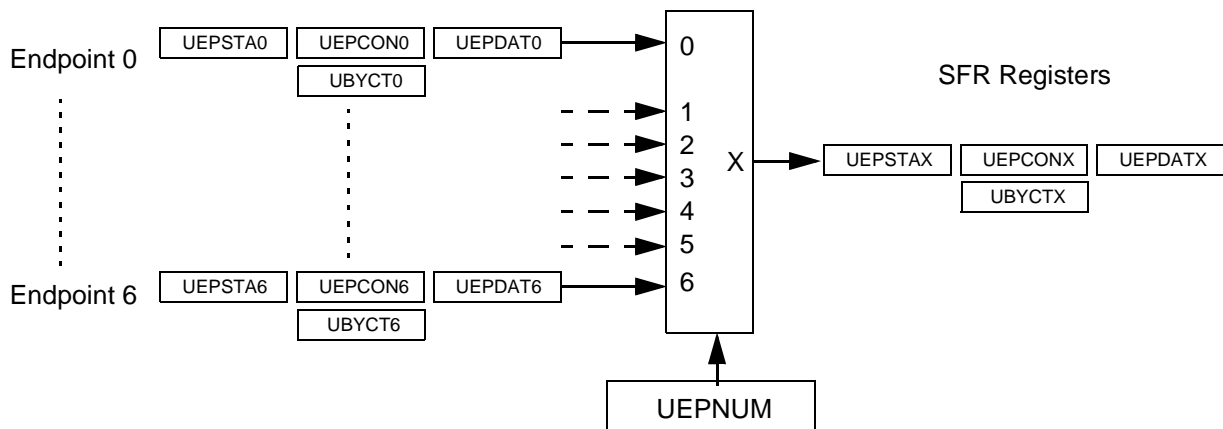 Endpoint 0 UEPSTA0 UEPCON0 UEPDAT0 0
UBYCT0
SFR Registers
1
2
3
4
5
X UEPSTAX UEPCONX UEPDATX
UBYCTX
Endpoint 6 UEPSTA6 UEPCON6 UEPDAT6 6
UBYCT6
UEPNUM